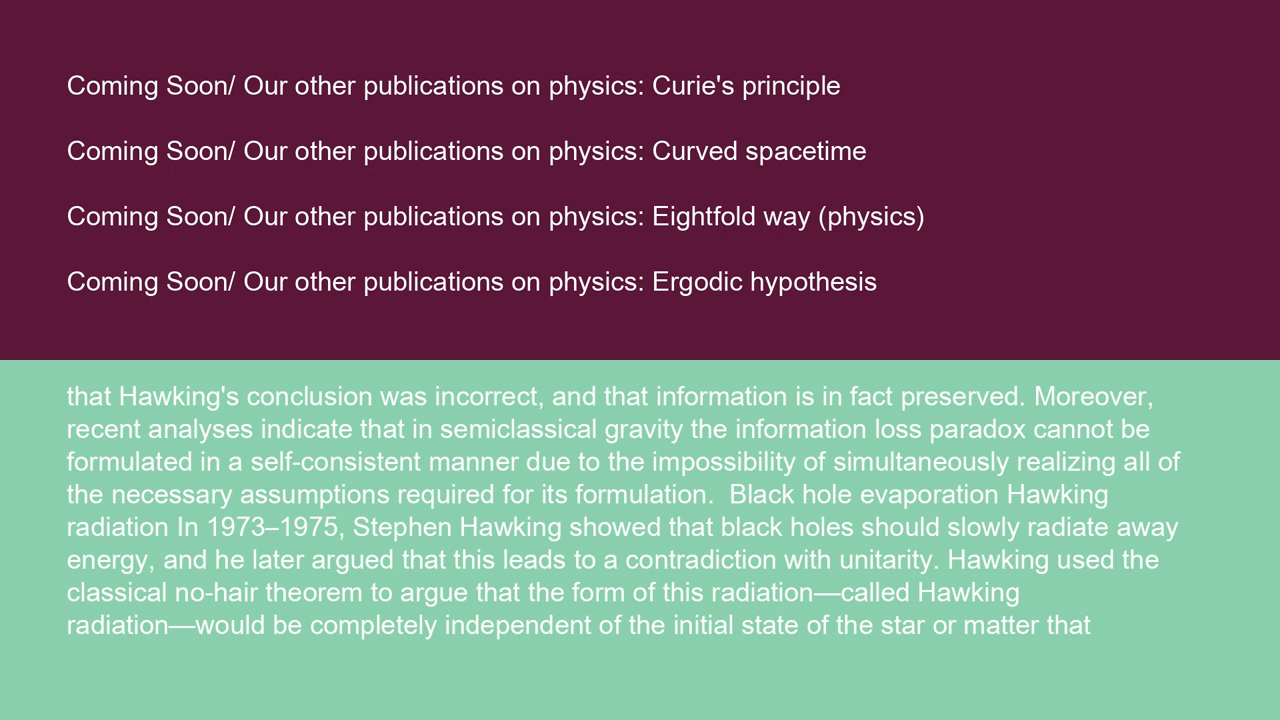 Coming Soon/ Our other publications on physics: Curie's principle
Coming Soon/ Our other publications on physics: Curved spacetime
Coming Soon/ Our other publications on physics: Eightfold way (physics)
Coming Soon/ Our other publications on physics: Ergodic hypothesis
that Hawking's conclusion was incorrect, and that information is in fact preserved. Moreover,
recent analyses indicate that in semiclassical gravity the information loss paradox cannot be
formulated in a self-consistent manner due to the impossibility of simultaneously realizing all of
the necessary assumptions required for its formulation.  Black hole evaporation Hawking
radiation In 1973–1975, Stephen Hawking showed that black holes should slowly radiate away
energy, and he later argued that this leads to a contradiction with unitarity. Hawking used the
classical no-hair theorem to argue that the form of this radiation—called Hawking
radiation—would be completely independent of the initial state of the star or matter that